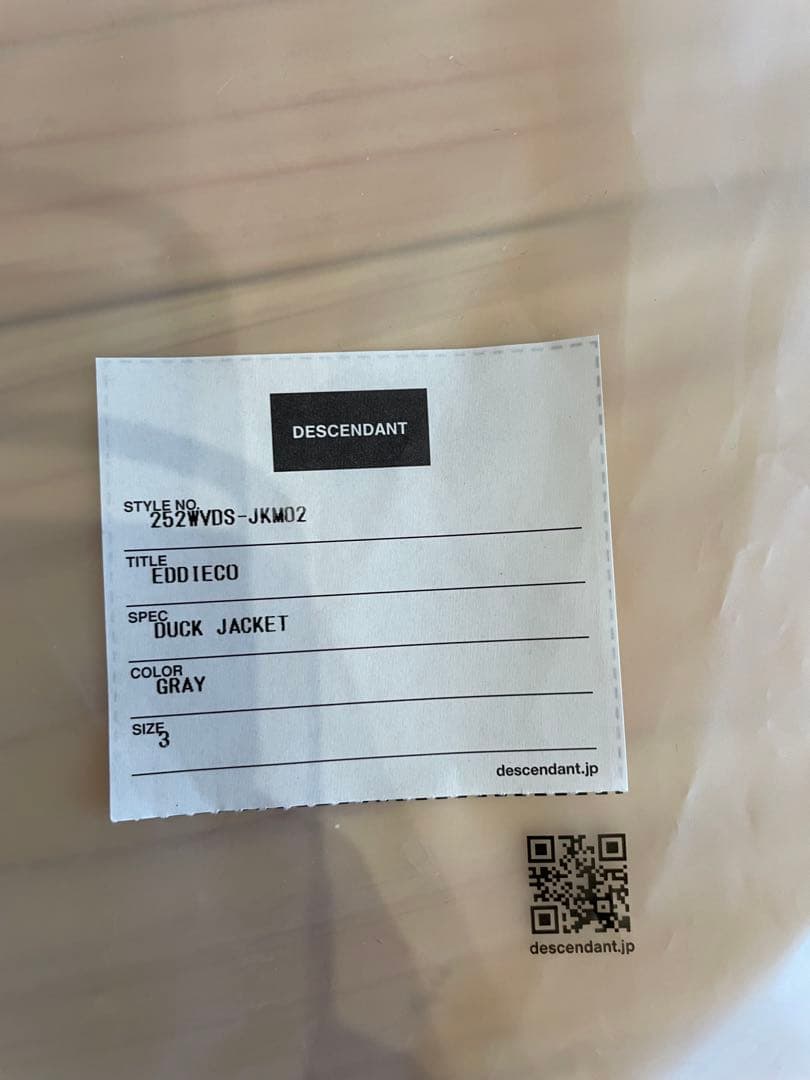 DESCENDANT
STYLE NO.
252WVDS-JKM02
TITLE
EDDIECO
SPEC
DUCK JACKET
COLOR
GRAY
SIZE
3
descendant.jp
descendant.jp